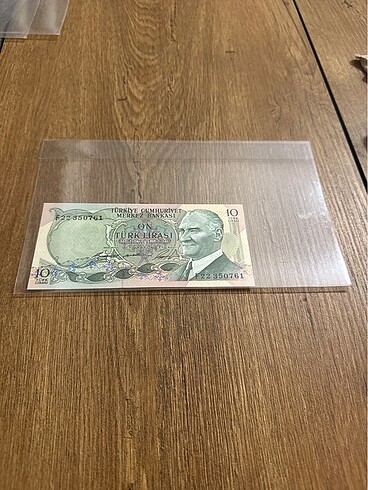 TÜRKİYE CUMHURİYET
MERKEZ BANKASI
10
F22 350761
ON
TÜRK LİRASI
10
F22 350761